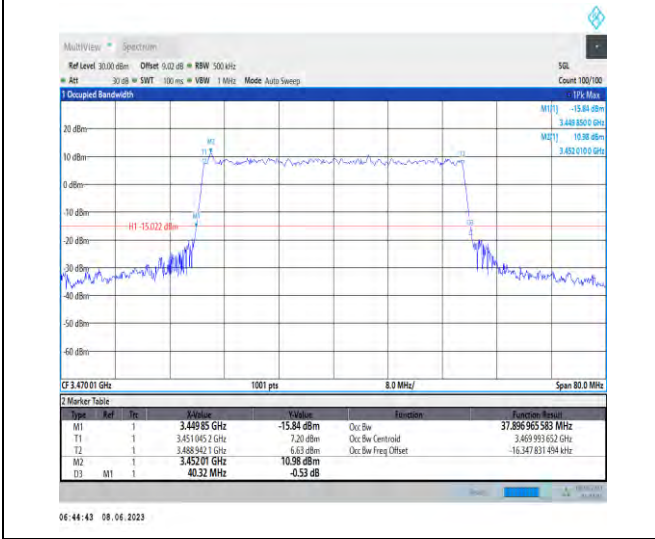 MultiView Spectrum
Ref Level 30.00 dBm Offset 9.02 dB RBW 500 kHz SGL
Att 30 dB SWT 100 ms VBW 1 MHz Mode Auto Sweep Count 100/100
1 Occupied Bandwidth 1Pk Max
M1[1] -15.84 dBm
3.449 850 0 GHz
M2[1] 10.98 dBm
3.452 010 0 GHz
20 dBm
M2
T1 T2
10 dBm
0 dBm
-10 dBm
M1
H1 -15.022 dBm
D3
-20 dBm
-30 dBm
-40 dBm
-50 dBm
-60 dBm
CF 3.470 01 GHz 1001 pts 8.0 MHz/ Span 80.0 MHz
2 Marker Table
Type Ref Trc X-Value Y-Value Function Function Result
M1 1 3.449 85 GHz -15.84 dBm Occ Bw 37.896 965 583 MHz
T1 1 3.451 045 2 GHz 7.20 dBm Occ Bw Centroid 3.469 993 652 GHz
T2 1 3.488 942 1 GHz 6.63 dBm Occ Bw Freq Offset -16.347 831 494 kHz
M2 1 3.452 01 GHz 10.98 dBm
D3 M1 1 40.32 MHz -0.53 dB
06:44:43 08.06.2023